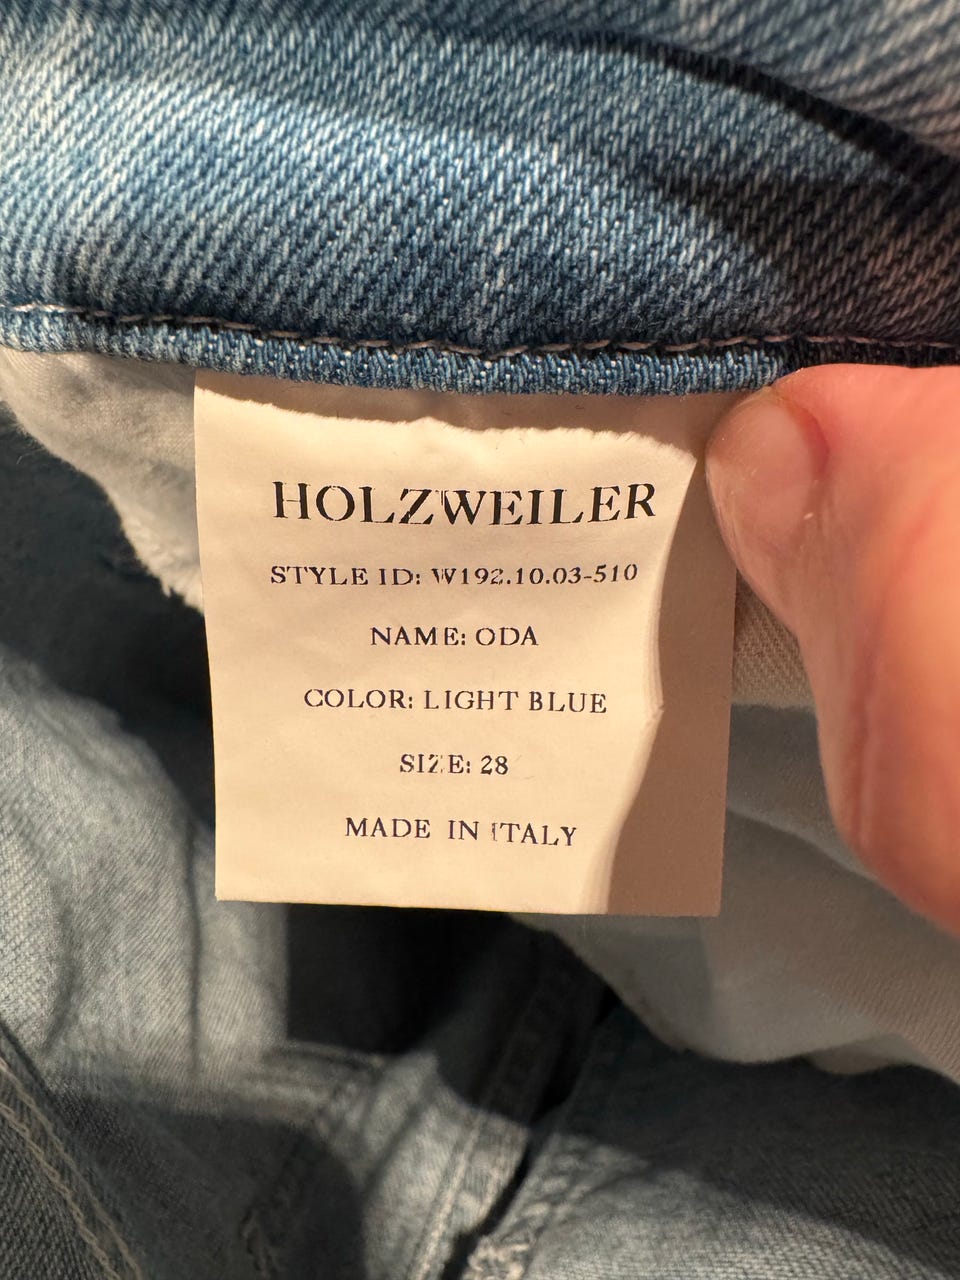 HOLZWEILER
STYLE ID: W192.10.03-510
NAME: ODA
COLOR: LIGHT BLUE
SIZE: 28
MADE IN ITALY